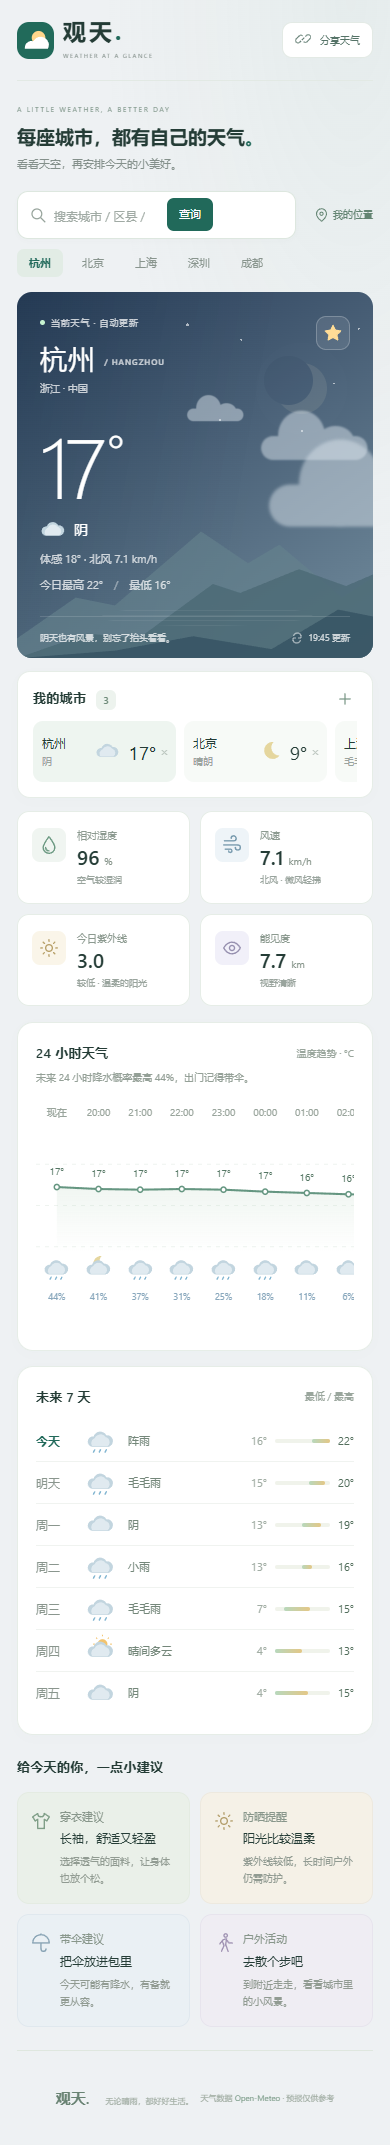 观天.
WEATHER AT A GLANCE
分享天气
A LITTLE WEATHER, A BETTER DAY
每座城市，都有自己的天气。
看看天空，再安排今天的小美好。
搜索城市 / 区县 /
查询
我的位置
杭州 北京 上海 深圳 成都
当前天气 · 自动更新
杭州 / HANGZHOU
浙江 · 中国
17°
阴
体感 18° · 北风 7.1 km/h
今日最高 22° / 最低 16°
阴天也有风景，别忘了抬头看看。
19:45 更新
我的城市 3
杭州
阴
17° ×
北京
晴朗
9° ×
上
毛毛
相对湿度
96 %
空气较湿润
风速
7.1 km/h
北风 · 微风轻拂
今日紫外线
3.0
较低 · 温柔的阳光
能见度
7.7 km
视野清晰
24 小时天气
温度趋势 · °C
未来 24 小时降水概率最高 44%，出门记得带伞。
现在 20:00 21:00 22:00 23:00 00:00 01:00 02:0
17° 17° 17° 17° 17° 17° 16° 16°
44% 41% 37% 31% 25% 18% 11% 6%
未来 7 天
最低 / 最高
今天 阵雨 16° 22°
明天 毛毛雨 15° 20°
周一 阴 13° 19°
周二 小雨 13° 16°
周三 毛毛雨 7° 15°
周四 晴间多云 4° 13°
周五 阴 4° 15°
给今天的你，一点小建议
穿衣建议
长袖，舒适又轻盈
选择透气的面料，让身体
也放个松。
防晒提醒
阳光比较温柔
紫外线较低，长时间户外
仍需防护。
带伞建议
把伞放进包里
今天可能有降水，有备就
更从容。
户外活动
去散个步吧
到附近走走，看看城市里
的小风景。
观天.
无论晴雨，都好好生活。
天气数据 Open-Meteo · 预报仅供参考